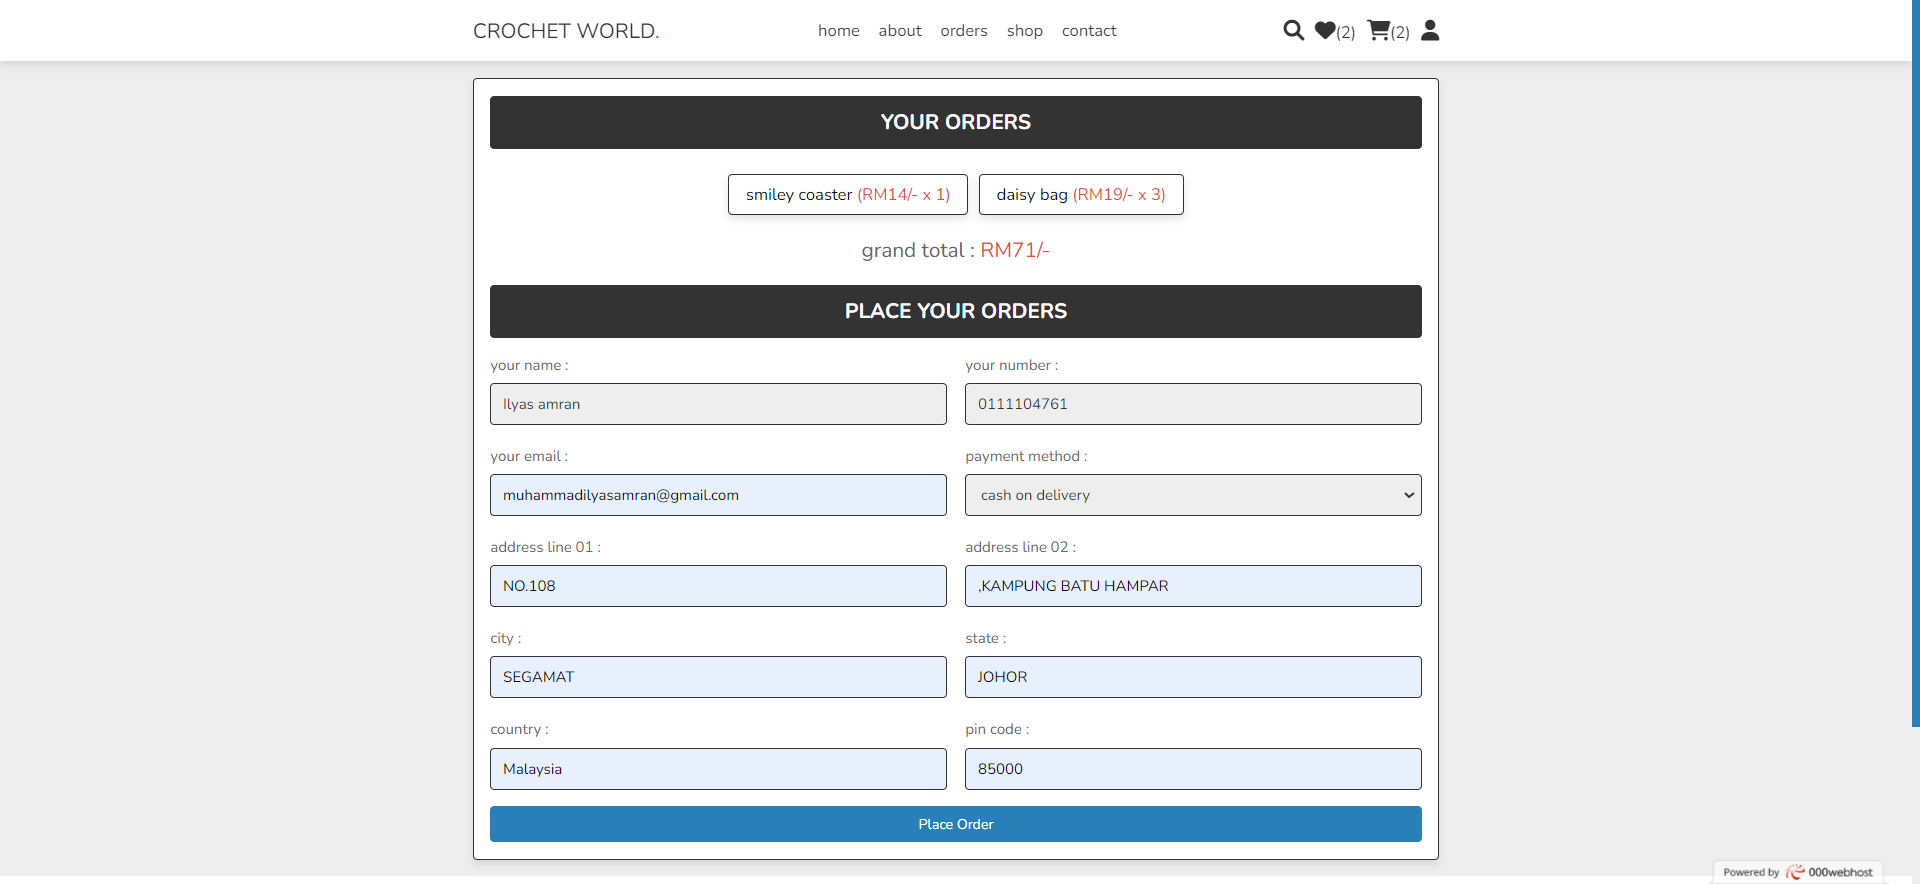 CROCHET WORLD. home about orders shop contact (2) (2)
YOUR ORDERS
smiley coaster (RM14/- x 1) daisy bag (RM19/- x 3)
grand total : RM71/-
PLACE YOUR ORDERS
your name : your number :
Ilyas amran 0111104761
your email : payment method :
muhammadilyasamran@gmail.com cash on delivery
address line 01 : address line 02 :
NO.108 ,KAMPUNG BATU HAMPAR
city : state :
SEGAMAT JOHOR
country : pin code :
Malaysia 85000
Place Order
Powered by 000webhost